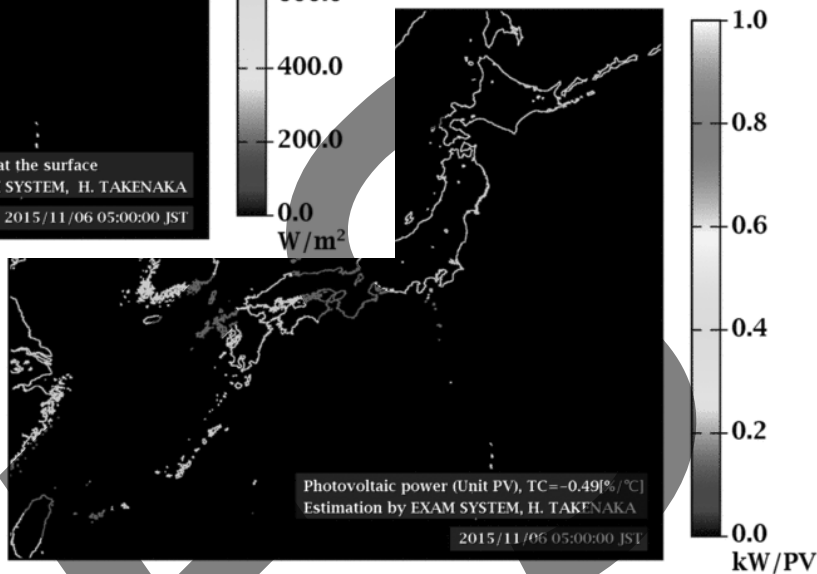 400.0
200.0
0.0
W/m²
at the surface
SYSTEM, H. TAKENAKA
2015/11/06 05:00:00 JST
1.0
0.8
0.6
0.4
0.2
0.0
kW/PV
Photovoltaic power (Unit PV), TC=-0.49[%/℃]
Estimation by EXAM SYSTEM, H. TAKENAKA
2015/11/06 05:00:00 JST